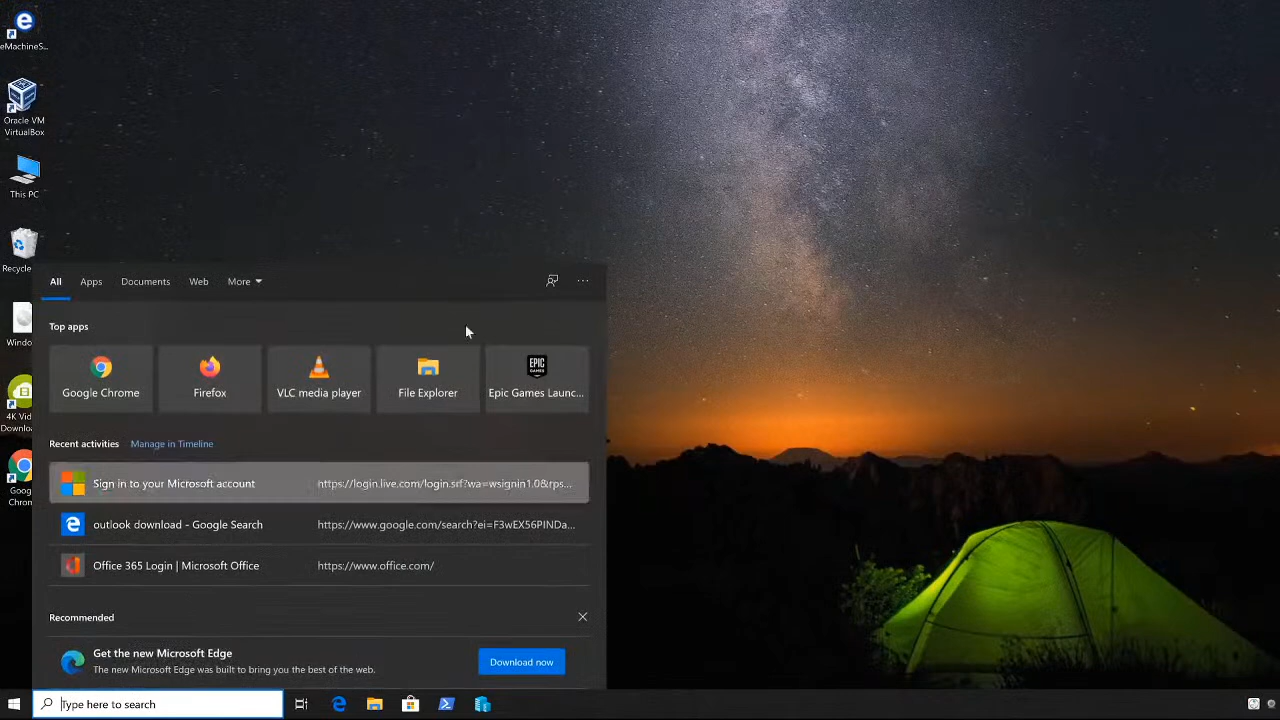 eMachineS...
Oracle VM
VirtualBox
This PC
Recycle
Windo
4K Vi
Downlo
Goog
Chron
All Apps Documents Web More ...
Top apps
Google Chrome Firefox VLC media player File Explorer Epic Games Launc...
EPIC
GAMES
Recent activities Manage in Timeline
Sign in to your Microsoft account https://login.live.com/login.srf?wa=wsignin1.0&rps...
outlook download - Google Search https://www.google.com/search?ei=F3wEX56PINDa...
Office 365 Login | Microsoft Office https://www.office.com/
Recommended
Get the new Microsoft Edge
The new Microsoft Edge was built to bring you the best of the web.
Download now
Type here to search